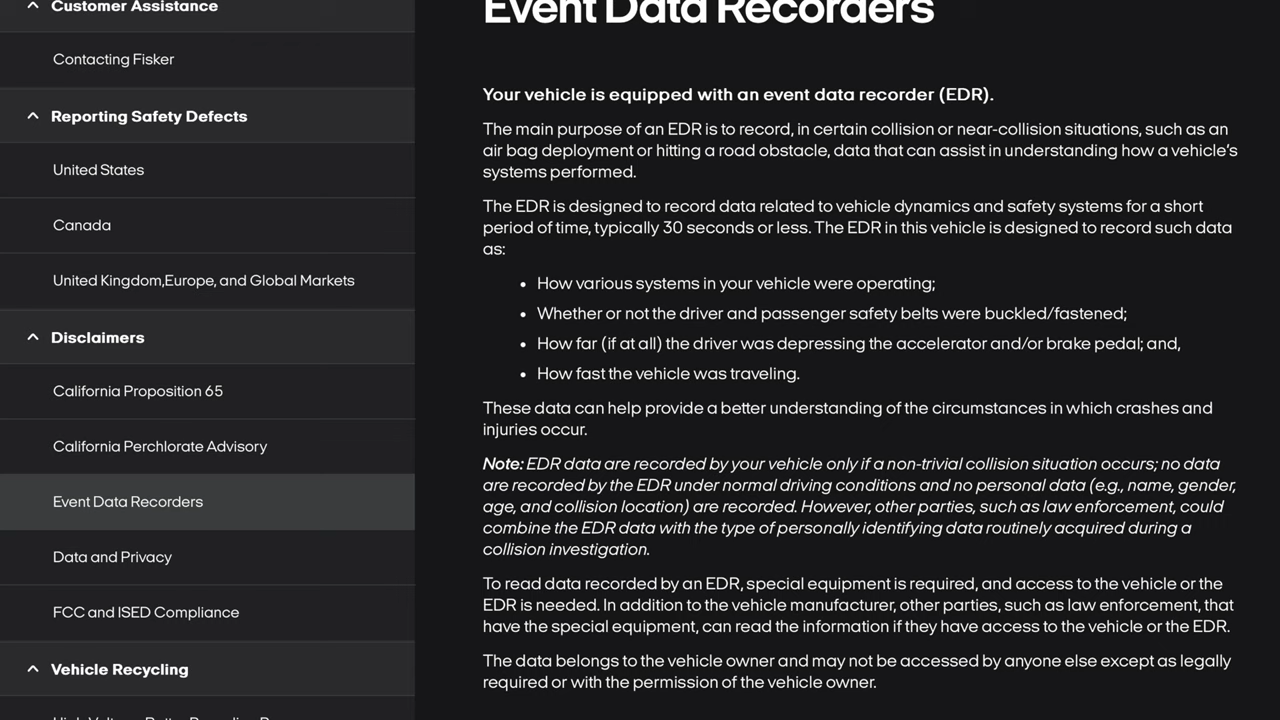 Customer Assistance
Contacting Fisker
Reporting Safety Defects
United States
Canada
United Kingdom,Europe, and Global Markets
Disclaimers
California Proposition 65
California Perchlorate Advisory
Event Data Recorders
Data and Privacy
FCC and ISED Compliance
Vehicle Recycling
Event Data Recorders
Your vehicle is equipped with an event data recorder (EDR).
The main purpose of an EDR is to record, in certain collision or near-collision situations, such as an
air bag deployment or hitting a road obstacle, data that can assist in understanding how a vehicle's
systems performed.
The EDR is designed to record data related to vehicle dynamics and safety systems for a short
period of time, typically 30 seconds or less. The EDR in this vehicle is designed to record such data
as:
• How various systems in your vehicle were operating;
• Whether or not the driver and passenger safety belts were buckled/fastened;
• How far (if at all) the driver was depressing the accelerator and/or brake pedal; and,
• How fast the vehicle was traveling.
These data can help provide a better understanding of the circumstances in which crashes and
injuries occur.
Note: EDR data are recorded by your vehicle only if a non-trivial collision situation occurs; no data
are recorded by the EDR under normal driving conditions and no personal data (e.g., name, gender,
age, and collision location) are recorded. However, other parties, such as law enforcement, could
combine the EDR data with the type of personally identifying data routinely acquired during a
collision investigation.
To read data recorded by an EDR, special equipment is required, and access to the vehicle or the
EDR is needed. In addition to the vehicle manufacturer, other parties, such as law enforcement, that
have the special equipment, can read the information if they have access to the vehicle or the EDR.
The data belongs to the vehicle owner and may not be accessed by anyone else except as legally
required or with the permission of the vehicle owner.